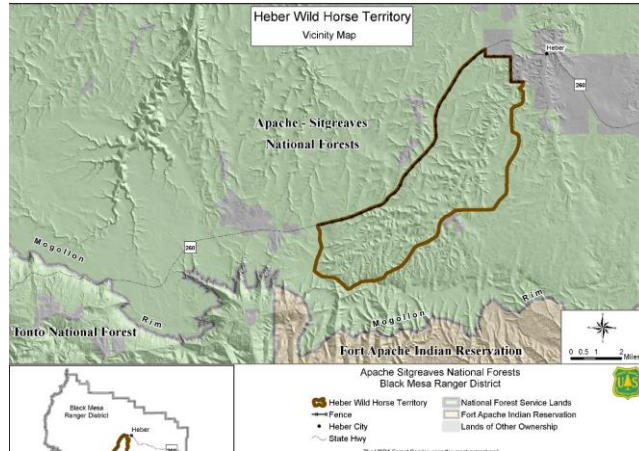 Heber Wild Horse Territory
Vicinity Map
Heber
260
Apache - Sitgreaves
National Forests
260
Mogollon
Rim
Tonto National Forest
Mogollon
Rim
Fort Apache Indian Reservation
0 0.5 1 2
Miles
Apache Sitgreaves National Forests
Black Mesa Ranger District
Black Mesa
Ranger District
Heber
260
Heber Wild Horse Territory
Fence
Heber City
State Hwy
National Forest Service Lands
Fort Apache Indian Reservation
Lands of Other Ownership
UAS